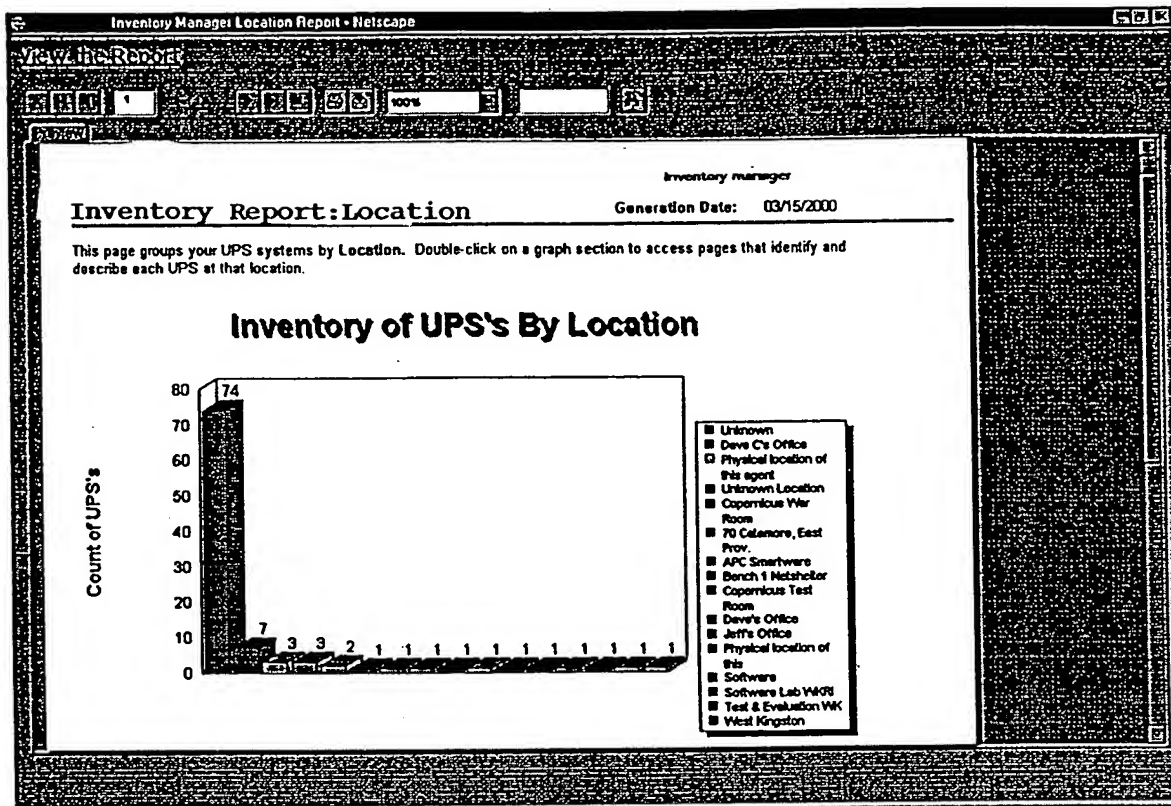 Inventory Manager Location Report - Netscape
View the Report
1
100%
Preview
Inventory manager
Inventory Report:Location
Generation Date: 03/15/2000
This page groups your UPS systems by Location. Double-click on a graph section to access pages that identify and
describe each UPS at that location.
Inventory of UPS's By Location
Count of UPS's
80
70
60
50
40
30
20
10
0
74
7
3
3
2
1
1
1
1
1
1
1
1
1
1
1
Unknown
Dave C's Office
Physical location of
this agent
Unknown Location
Copernicus War
Room
70 Catamore, East
Prov.
APC Smartware
Bench 1 Netshelter
Copernicus Test
Room
Dave's Office
Jeff's Office
Physical location of
this
Software
Software Lab WKRI
Test & Evaluation WK
West Kingston